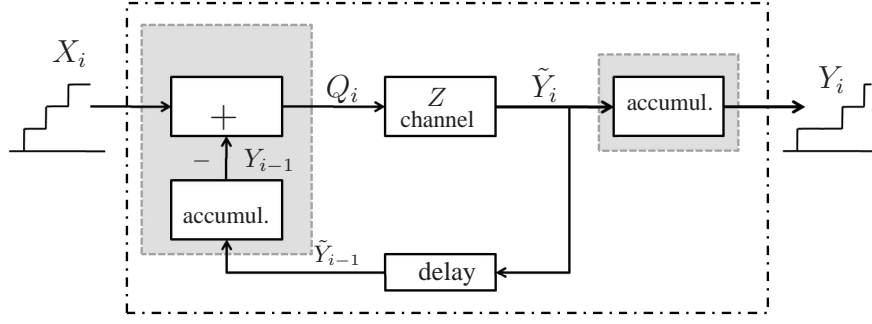 X_i
+
−
Y_{i−1}
accumul.
Q_i
Z
channel
Ỹ_i
accumul.
Y_i
Ỹ_{i−1}
delay